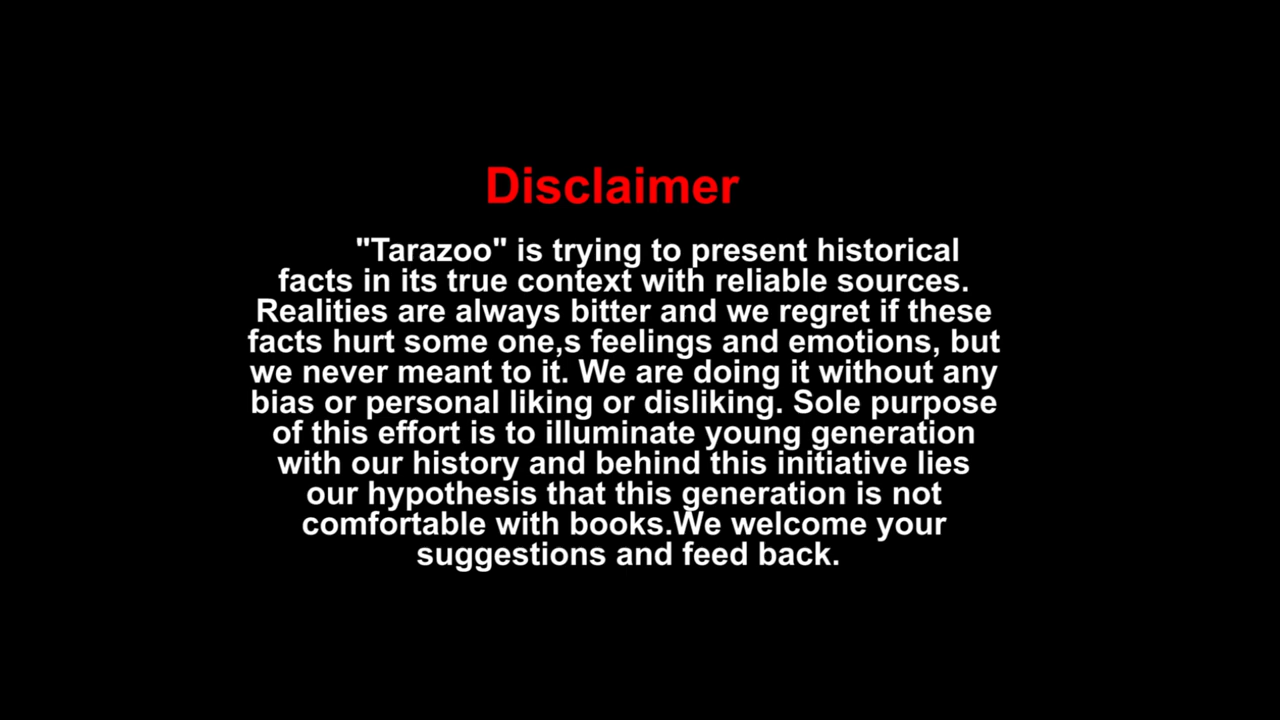 Disclaimer
"Tarazoo" is trying to present historical
facts in its true context with reliable sources.
Realities are always bitter and we regret if these
facts hurt some one,s feelings and emotions, but
we never meant to it. We are doing it without any
bias or personal liking or disliking. Sole purpose
of this effort is to illuminate young generation
with our history and behind this initiative lies
our hypothesis that this generation is not
comfortable with books.We welcome your
suggestions and feed back.